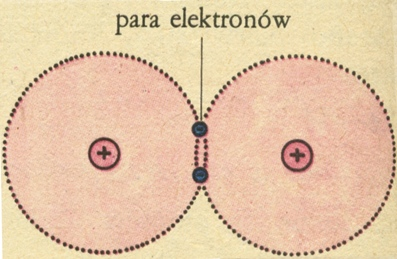 para elektronów
+ +